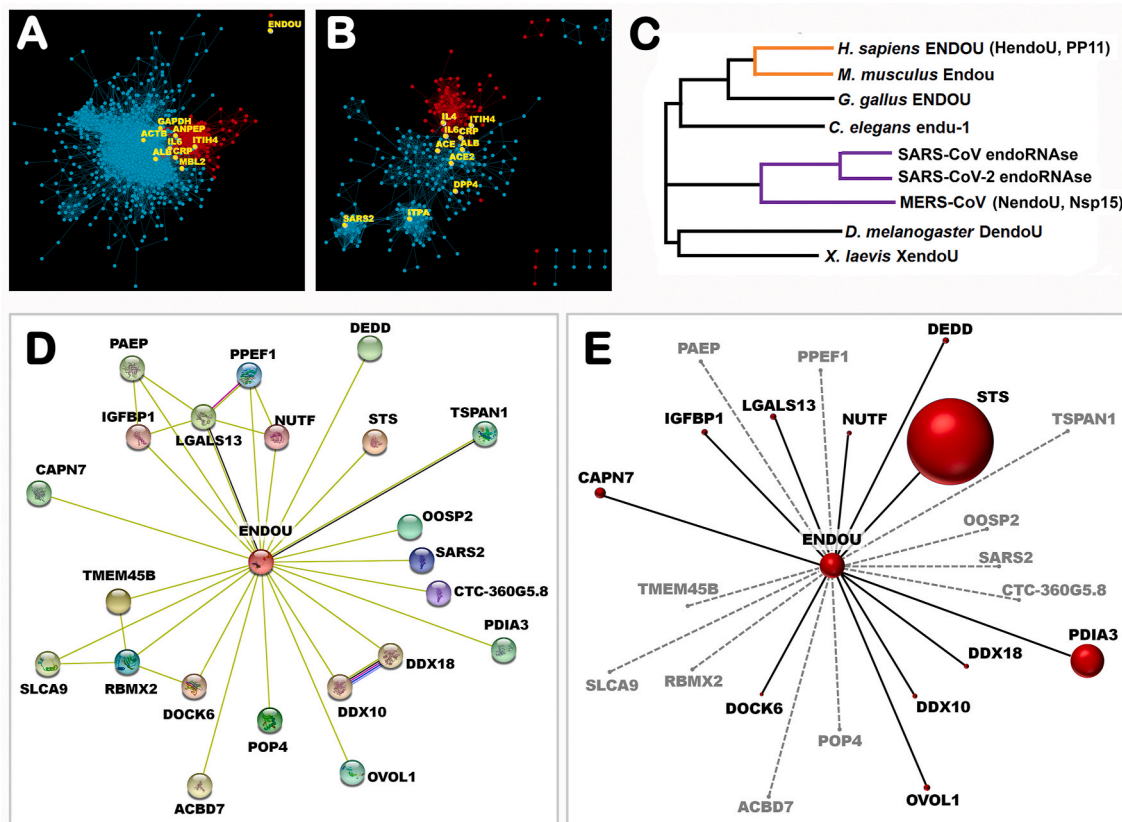 A
ENDOU
GAPDH
ACTB
ANPEP
IL6
ITIH4
ALB
CRP
MBL2
B
IL4
ITIH4
IL6
CRP
ACE
ALB
ACE2
DPP4
SARS2
ITPA
C
H. sapiens ENDOU (HendoU, PP11)
M. musculus Endou
G. gallus ENDOU
C. elegans endu-1
SARS-CoV endoRNAse
SARS-CoV-2 endoRNAse
MERS-CoV (NendoU, Nsp15)
D. melanogaster DendoU
X. laevis XendoU
D
DEDD
PAEP
PPEF1
IGFBP1
LGALS13
NUTF
STS
TSPAN1
CAPN7
ENDOU
OOSP2
SARS2
TMEM45B
CTC-360G5.8
PDIA3
DDX18
SLCA9
RBMX2
DOCK6
DDX10
POP4
OVOL1
ACBD7
E
DEDD
PAEP
PPEF1
STS
LGALS13
IGFBP1
NUTF
TSPAN1
CAPN7
OOSP2
ENDOU
SARS2
TMEM45B
CTC-360G5.8
PDIA3
DDX18
SLCA9
RBMX2
DOCK6
DDX10
POP4
ACBD7
OVOL1